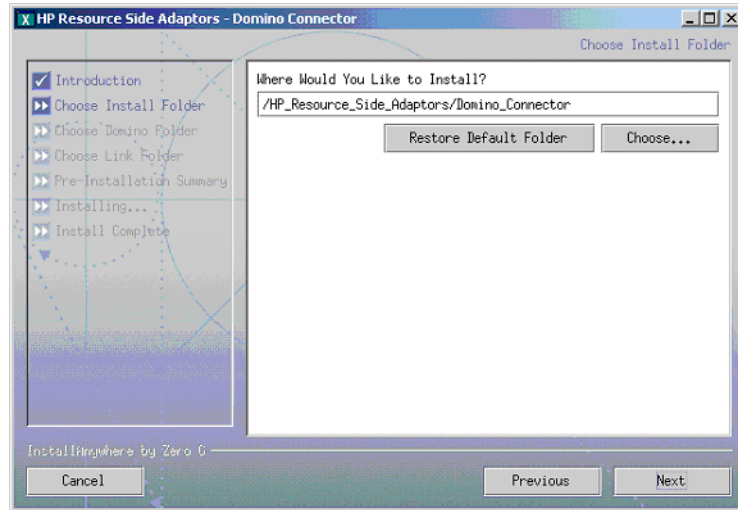 HP Resource Side Adaptors - Domino Connector
Choose Install Folder
Introduction
Choose Install Folder
Choose Domino Folder
Choose Link Folder
Pre-Installation Summary
Installing...
Install Complete
Where Would You Like to Install?
/HP_Resource_Side_Adaptors/Domino_Connector
Restore Default Folder
Choose...
InstallAnywhere by Zero G
Cancel
Previous
Next